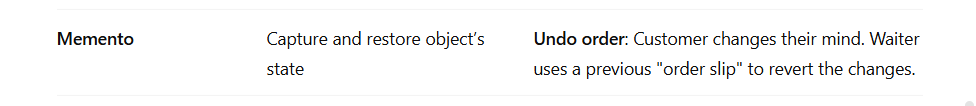 Memento
Capture and restore object’s
state
Undo order: Customer changes their mind. Waiter
uses a previous "order slip" to revert the changes.